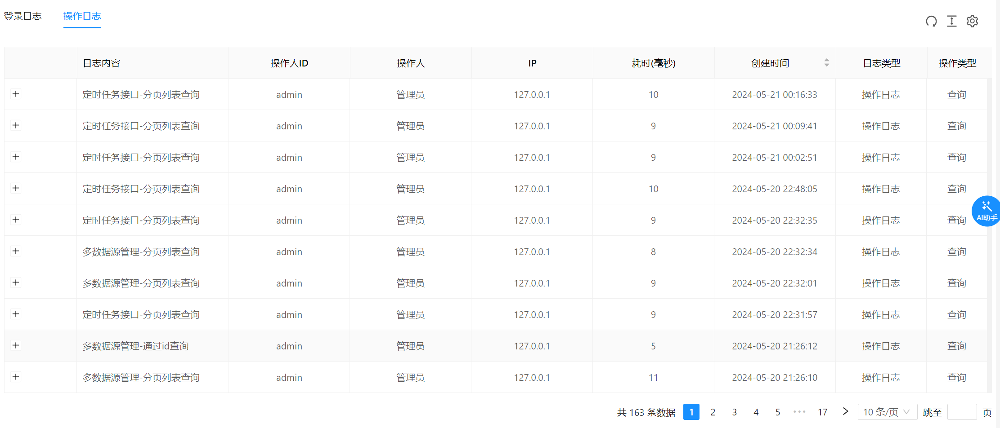 登录日志 操作日志
日志内容 操作人ID 操作人 IP 耗时(毫秒) 创建时间 日志类型 操作类型
定时任务接口-分页列表查询 admin 管理员 127.0.0.1 10 2024-05-21 00:16:33 操作日志 查询
定时任务接口-分页列表查询 admin 管理员 127.0.0.1 9 2024-05-21 00:09:41 操作日志 查询
定时任务接口-分页列表查询 admin 管理员 127.0.0.1 9 2024-05-21 00:02:51 操作日志 查询
定时任务接口-分页列表查询 admin 管理员 127.0.0.1 10 2024-05-20 22:48:05 操作日志 查询
定时任务接口-分页列表查询 admin 管理员 127.0.0.1 9 2024-05-20 22:32:35 操作日志 查询
AI助手
多数据源管理-分页列表查询 admin 管理员 127.0.0.1 8 2024-05-20 22:32:34 操作日志 查询
多数据源管理-分页列表查询 admin 管理员 127.0.0.1 9 2024-05-20 22:32:01 操作日志 查询
定时任务接口-分页列表查询 admin 管理员 127.0.0.1 9 2024-05-20 22:31:57 操作日志 查询
多数据源管理-通过id查询 admin 管理员 127.0.0.1 5 2024-05-20 21:26:12 操作日志 查询
多数据源管理-分页列表查询 admin 管理员 127.0.0.1 11 2024-05-20 21:26:10 操作日志 查询
共 163 条数据 1 2 3 4 5 ••• 17 > 10 条/页 跳至 页